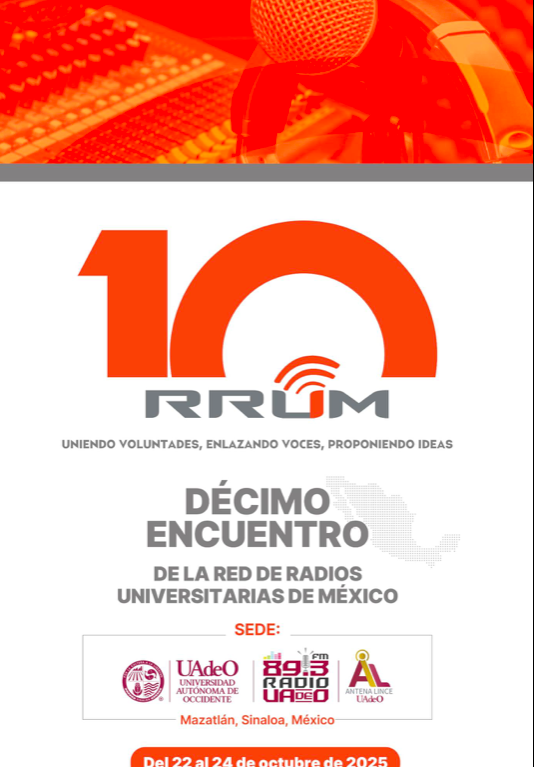 10
RRUM
UNIENDO VOLUNTADES, ENLAZANDO VOCES, PROPONIENDO IDEAS
DÉCIMO
ENCUENTRO
DE LA RED DE RADIOS
UNIVERSITARIAS DE MÉXICO
SEDE:
UAdeO
UNIVERSIDAD
AUTÓNOMA DE
OCCIDENTE
89.3 FM
RADIO
UADEO
AL
ANTENA LINCE
UAdeO
Mazatlán, Sinaloa, México
Del 22 al 24 de octubre de 2025